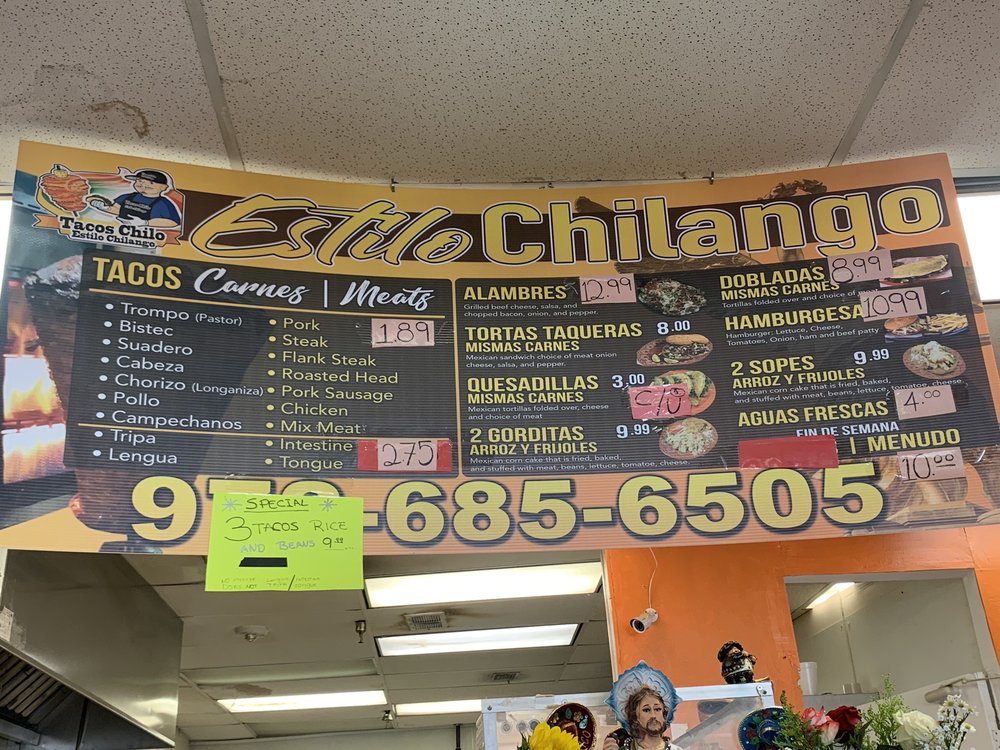 Tacos Chilo
Estilo Chilango
Estilo Chilango
TACOS Carnes | Meats
1.89
• Trompo (Pastor)
• Bistec
• Suadero
• Cabeza
• Chorizo (Longaniza)
• Pollo
• Campechanos
• Tripa
• Lengua
• Pork
• Steak
• Flank Steak
• Roasted Head
• Pork Sausage
• Chicken
• Mix Meat
• Intestine
• Tongue
2.75
ALAMBRES 12.99
Grilled beef cheese, salsa, and
chopped bacon, onion, and pepper.
TORTAS TAQUERAS 8.00
MISMAS CARNES
Mexican sandwich choice of meat onion
cheese, salsa, and pepper.
QUESADILLAS 3.00
MISMAS CARNES
C/U
Mexican tortillas folded over, cheese
and choice of meat
2 GORDITAS 9.99
ARROZ Y FRIJOLES
Mexican corn cake that is fried, baked,
and stuffed with meat, beans, lettuce, tomatoe, cheese
DOBLADAS 8.99
MISMAS CARNES
Tortillas folded over and choice of
HAMBURGESA 10.99
Hamburger: Lettuce, Cheese,
Tomatoes, Onion, ham and beef patty
2 SOPES 9.99
ARROZ Y FRIJOLES
Mexican corn cake that is fried, baked,
and stuffed with meat, beans, lettuce, tomatoe, cheese
AGUAS FRESCAS 4.00
FIN DE SEMANA
| MENUDO
10.00
-685-6505
SPECIAL
3 TACOS RICE
AND BEANS 9.99